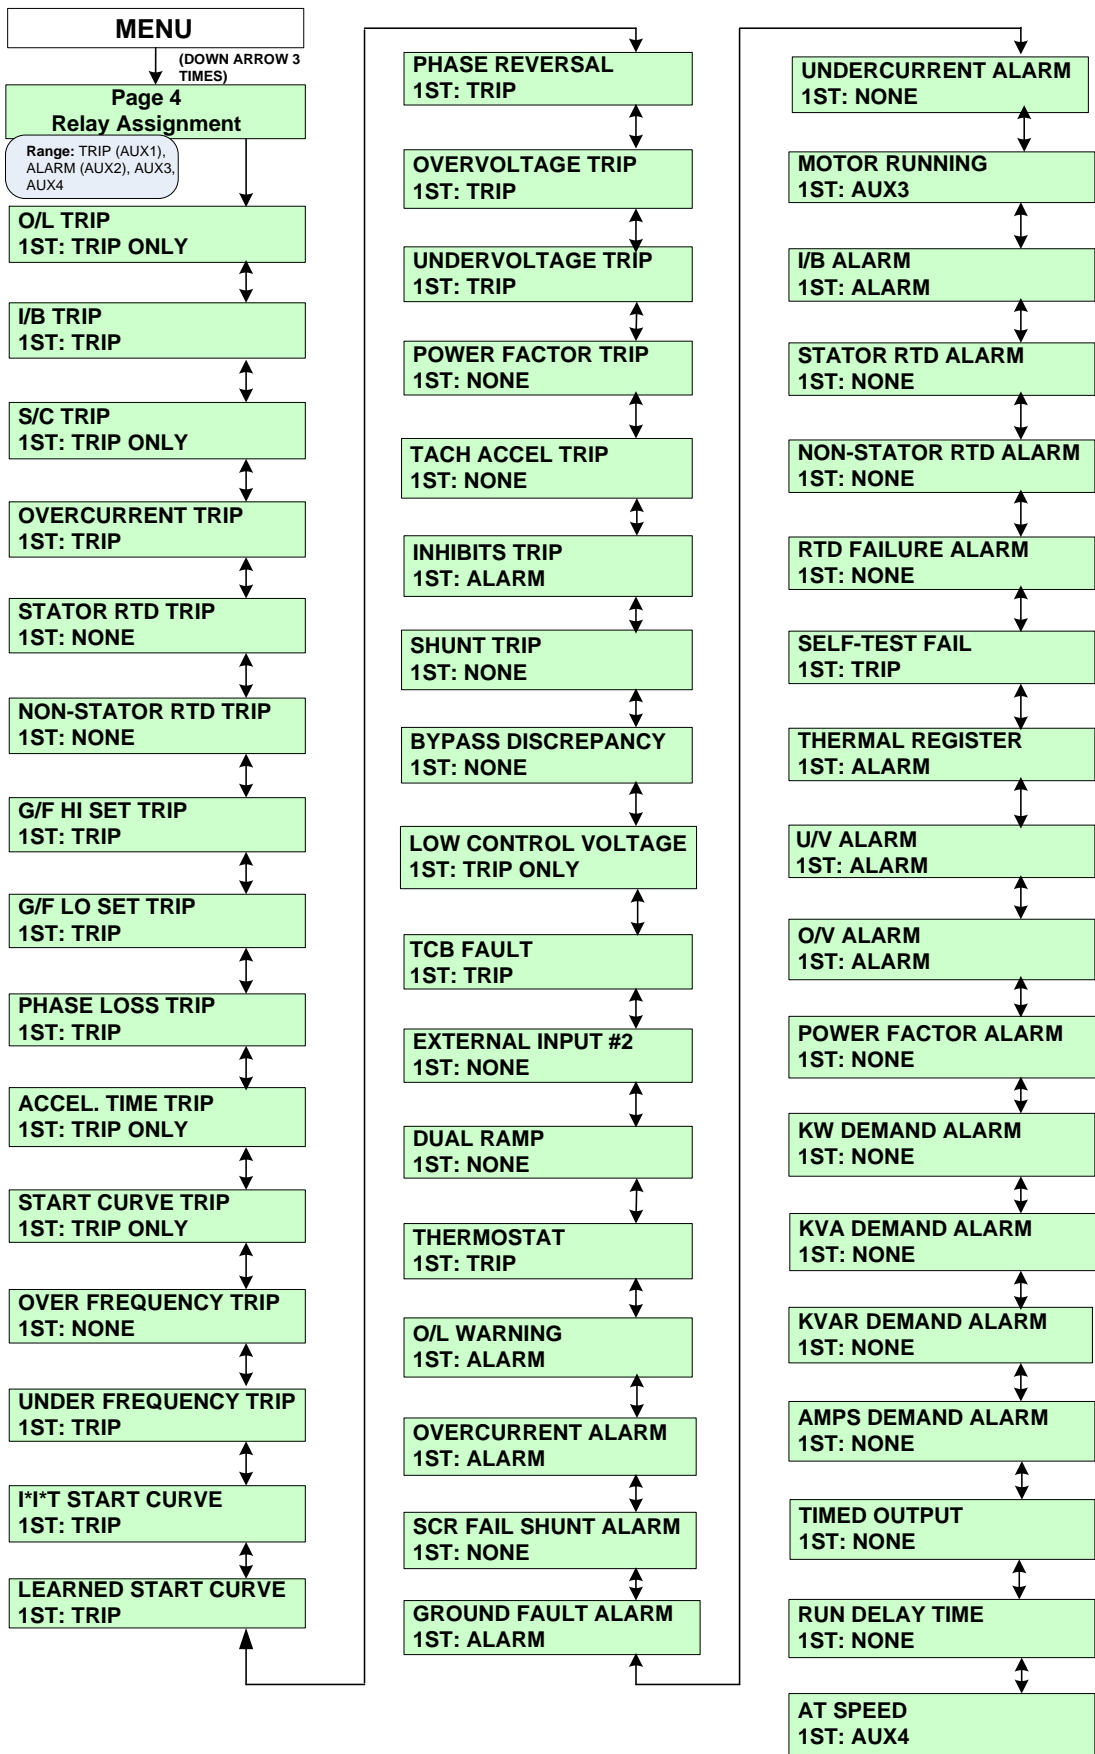 MENU
(DOWN ARROW 3
TIMES)
Page 4
Relay Assignment
Range: TRIP (AUX1),
ALARM (AUX2), AUX3,
AUX4
O/L TRIP
1ST: TRIP ONLY
I/B TRIP
1ST: TRIP
S/C TRIP
1ST: TRIP ONLY
OVERCURRENT TRIP
1ST: TRIP
STATOR RTD TRIP
1ST: NONE
NON-STATOR RTD TRIP
1ST: NONE
G/F HI SET TRIP
1ST: TRIP
G/F LO SET TRIP
1ST: TRIP
PHASE LOSS TRIP
1ST: TRIP
ACCEL. TIME TRIP
1ST: TRIP ONLY
START CURVE TRIP
1ST: TRIP ONLY
OVER FREQUENCY TRIP
1ST: NONE
UNDER FREQUENCY TRIP
1ST: TRIP
I*I*T START CURVE
1ST: TRIP
LEARNED START CURVE
1ST: TRIP
PHASE REVERSAL
1ST: TRIP
OVERVOLTAGE TRIP
1ST: TRIP
UNDERVOLTAGE TRIP
1ST: TRIP
POWER FACTOR TRIP
1ST: NONE
TACH ACCEL TRIP
1ST: NONE
INHIBITS TRIP
1ST: ALARM
SHUNT TRIP
1ST: NONE
BYPASS DISCREPANCY
1ST: NONE
LOW CONTROL VOLTAGE
1ST: TRIP ONLY
TCB FAULT
1ST: TRIP
EXTERNAL INPUT #2
1ST: NONE
DUAL RAMP
1ST: NONE
THERMOSTAT
1ST: TRIP
O/L WARNING
1ST: ALARM
OVERCURRENT ALARM
1ST: ALARM
SCR FAIL SHUNT ALARM
1ST: NONE
GROUND FAULT ALARM
1ST: ALARM
UNDERCURRENT ALARM
1ST: NONE
MOTOR RUNNING
1ST: AUX3
I/B ALARM
1ST: ALARM
STATOR RTD ALARM
1ST: NONE
NON-STATOR RTD ALARM
1ST: NONE
RTD FAILURE ALARM
1ST: NONE
SELF-TEST FAIL
1ST: TRIP
THERMAL REGISTER
1ST: ALARM
U/V ALARM
1ST: ALARM
O/V ALARM
1ST: ALARM
POWER FACTOR ALARM
1ST: NONE
KW DEMAND ALARM
1ST: NONE
KVA DEMAND ALARM
1ST: NONE
KVAR DEMAND ALARM
1ST: NONE
AMPS DEMAND ALARM
1ST: NONE
TIMED OUTPUT
1ST: NONE
RUN DELAY TIME
1ST: NONE
AT SPEED
1ST: AUX4